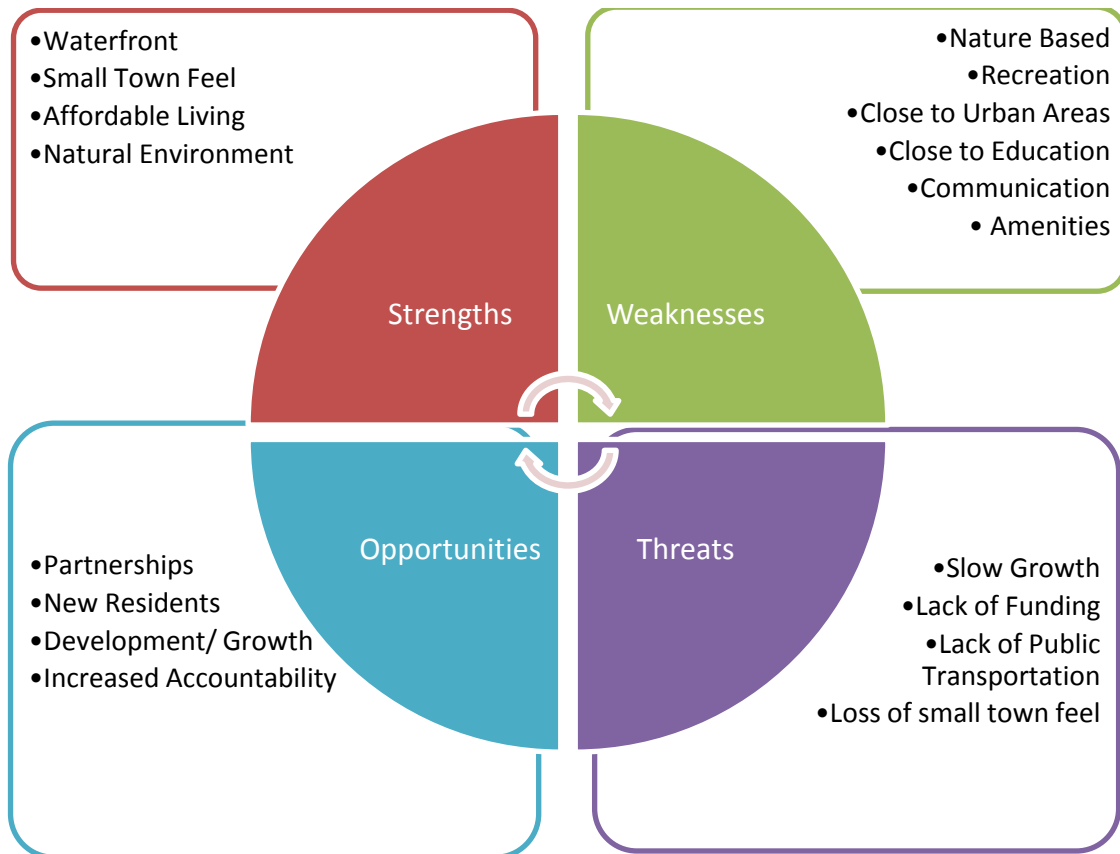 •Waterfront
•Small Town Feel
•Affordable Living
•Natural Environment
•Nature Based
•Recreation
•Close to Urban Areas
•Close to Education
•Communication
• Amenities
Strengths
Weaknesses
Opportunities
Threats
•Partnerships
•New Residents
•Development/ Growth
•Increased Accountability
•Slow Growth
•Lack of Funding
•Lack of Public
Transportation
•Loss of small town feel